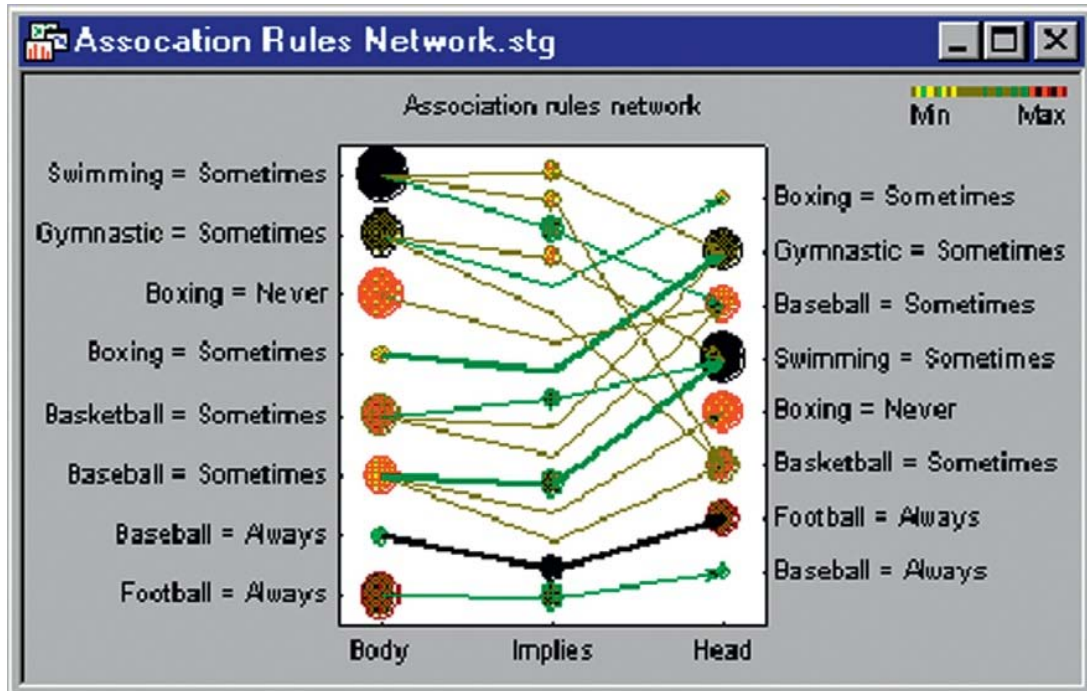 Assocation Rules Network.stg
Association rules network
Min Max
Swimming = Sometimes
Gymnastic = Sometimes
Boxing = Never
Boxing = Sometimes
Basketball = Sometimes
Baseball = Sometimes
Baseball = Always
Football = Always
Boxing = Sometimes
Gymnastic = Sometimes
Baseball = Sometimes
Swimming = Sometimes
Boxing = Never
Basketball = Sometimes
Football = Always
Baseball = Always
Body Implies Head